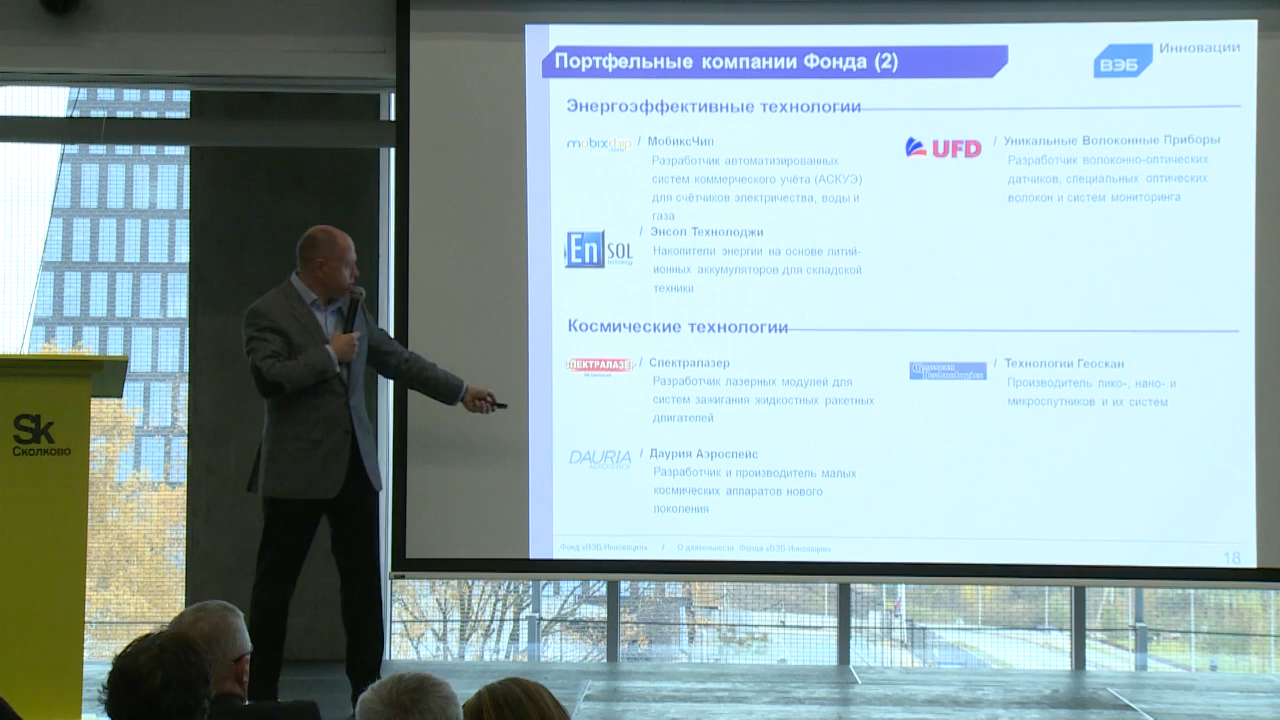 Портфельные компании Фонда (2)
ВЭБ
Инновации
Энергоэффективные технологии
mobixchip
/ МобиксЧип
Разработчик автоматизированных
систем коммерческого учёта (АСКУЭ)
для счётчиков электричества, воды и
газа
UFD
/ Уникальные Волоконные Приборы
Разработчик волоконно-оптических
датчиков, специальных оптических
волокон и систем мониторинга
En SOL
technology
/ Энсол Технолоджи
Накопители энергии на основе литий-
ионных аккумуляторов для складской
техники
Космические технологии
СПЕКТРАЛАЗЕР
/ Спектралазер
Разработчик лазерных модулей для
систем зажигания жидкостных ракетных
двигателей
Technologies
/ Технологии Геоскан
Производитель пико-, нано- и
микроспутников и их систем
DAURIA
AEROSPACE
/ Даурия Аэроспейс
Разработчик и производитель малых
космических аппаратов нового
поколения
Фонд «ВЭБ Инновации» / О деятельности Фонда «ВЭБ Инновации»
18
Sk
Сколково